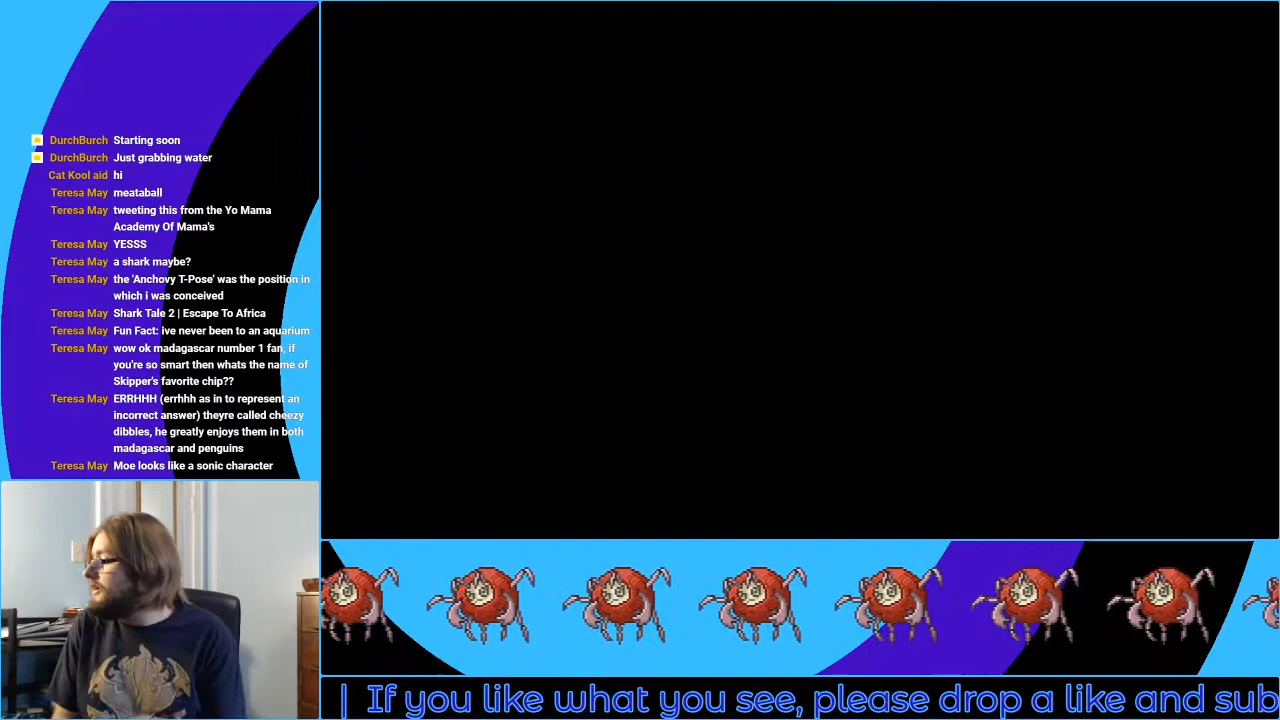 DurchBurch Starting soon
DurchBurch Just grabbing water
Cat Kool aid hi
Teresa May meataball
Teresa May tweeting this from the Yo Mama
Academy Of Mama's
Teresa May YESSS
Teresa May a shark maybe?
Teresa May the 'Anchovy T-Pose' was the position in
which i was conceived
Teresa May Shark Tale 2 | Escape To Africa
Teresa May Fun Fact: ive never been to an aquarium
Teresa May wow ok madagascar number 1 fan, if
you're so smart then whats the name of
Skipper's favorite chip??
Teresa May ERRHHH (errhhh as in to represent an
incorrect answer) theyre called cheezy
dibbles, he greatly enjoys them in both
madagascar and penguins
Teresa May Moe looks like a sonic character
| If you like what you see, please drop a like and sub